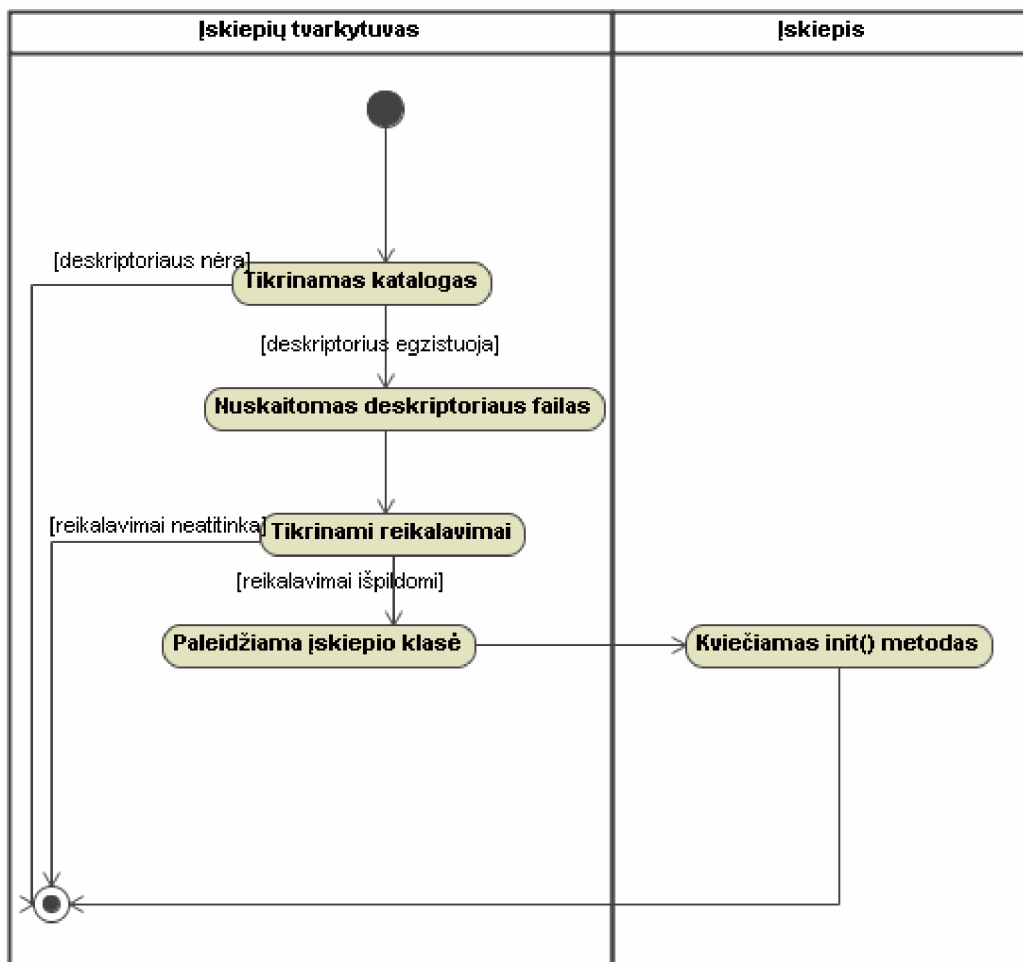 Įskiepių tvarkytuvas
Įskiepis
[deskriptoriaus nėra]
Tikrinamas katalogas
[deskriptorius egzistuoja]
Nuskaitomas deskriptoriaus failas
[reikalavimai neatitinka]
Tikrinami reikalavimai
[reikalavimai išpildomi]
Paleidžiama įskiepio klasė
Kviečiamas init() metodas